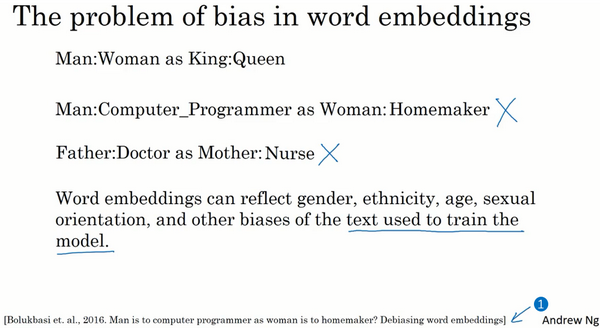 The problem of bias in word embeddings
Man:Woman as King:Queen
Man:Computer_Programmer as Woman:Homemaker
Father:Doctor as Mother:Nurse
Word embeddings can reflect gender, ethnicity, age, sexual
orientation, and other biases of the text used to train the
model.
1
[Bolukbasi et. al., 2016. Man is to computer programmer as woman is to homemaker? Debiasing word embeddings]
Andrew Ng